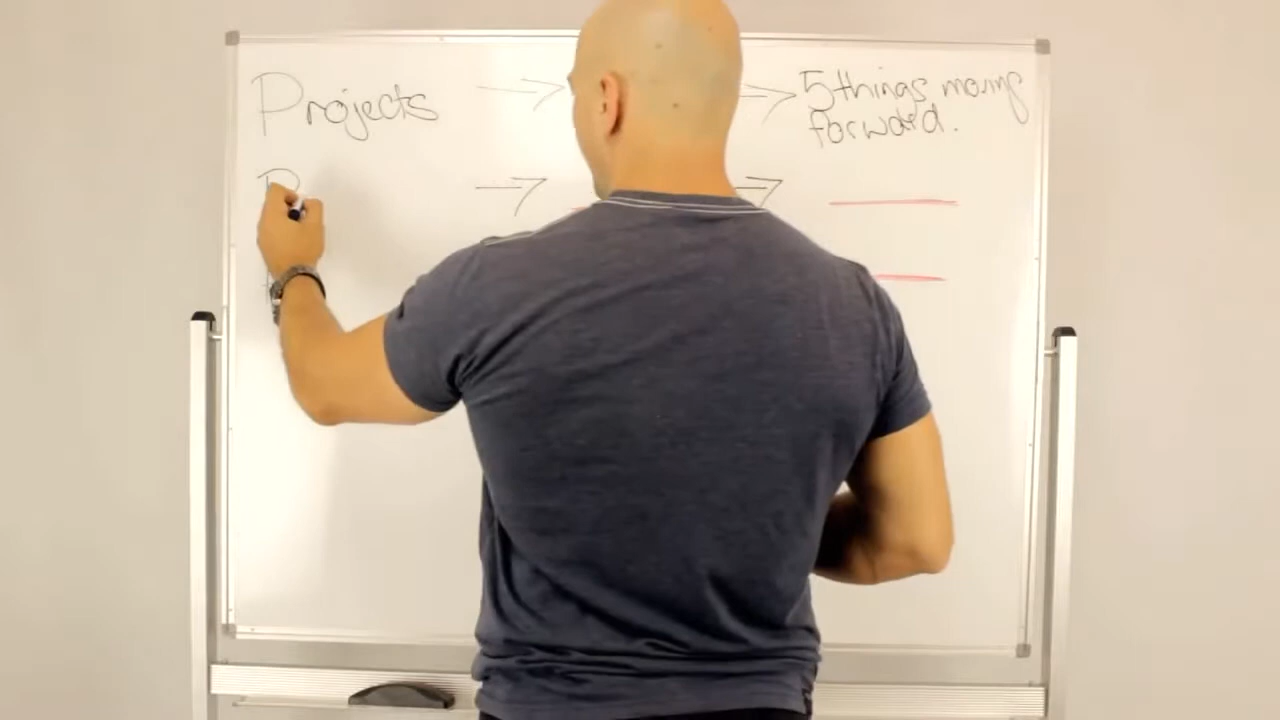 Projects → → 5 things moving
forward.
P → →